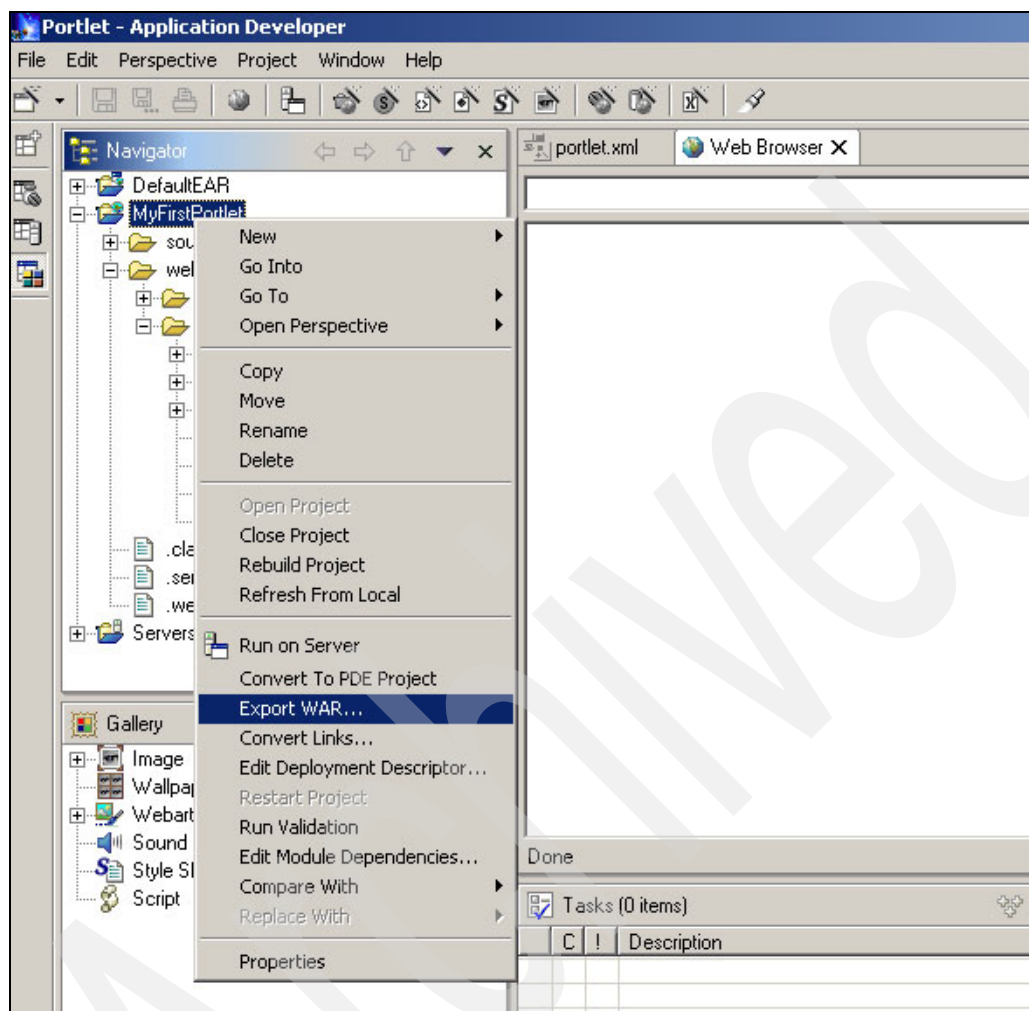 Portlet - Application Developer
File Edit Perspective Project Window Help
Navigator
portlet.xml
Web Browser
DefaultEAR
MyFirstPortlet
sou
wel
.cla
.ser
.we
Servers
New
Go Into
Go To
Open Perspective
Copy
Move
Rename
Delete
Open Project
Close Project
Rebuild Project
Refresh From Local
Run on Server
Convert To PDE Project
Export WAR...
Convert Links...
Edit Deployment Descriptor...
Restart Project
Run Validation
Edit Module Dependencies...
Compare With
Replace With
Properties
Gallery
Image
Wallpap
Webart
Sound
Style Sl
Script
Done
Tasks (0 items)
C ! Description
Archived